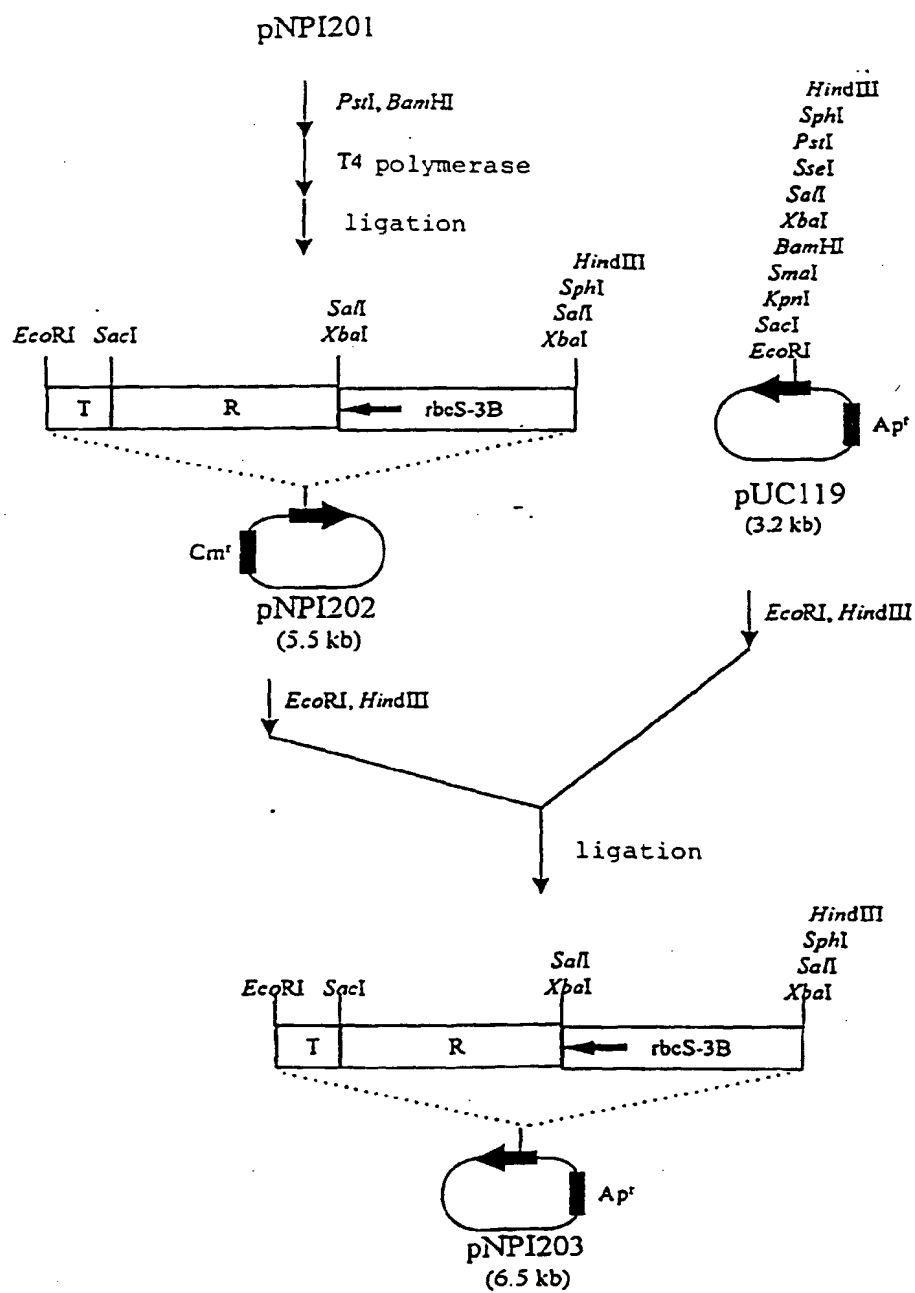 pNPI201
PstI, BamHI
T4 polymerase
ligation
HindIII
SphI
PstI
SseI
SalI
XbaI
BamHI
SmaI
KpnI
SacI
EcoRI
Apʳ
pUC119
(3.2 kb)
EcoRI, HindIII
HindIII
SphI
SalI
XbaI
SalI
XbaI
EcoRI SacI
T R rbcS-3B
Cmʳ
pNPI202
(5.5 kb)
EcoRI, HindIII
ligation
HindIII
SphI
SalI
XbaI
SalI
XbaI
EcoRI SacI
T R rbcS-3B
Apʳ
pNPI203
(6.5 kb)